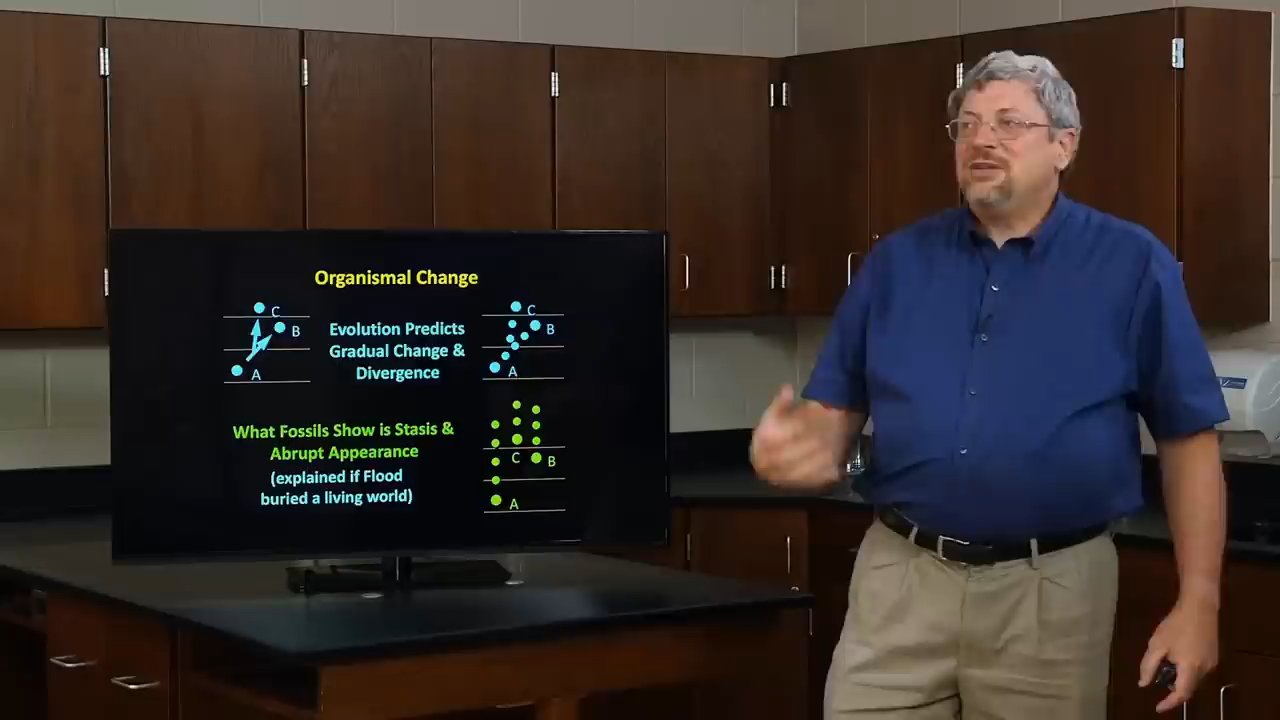 Organismal Change
C
B
A
Evolution Predicts
Gradual Change &
Divergence
C
B
A
What Fossils Show is Stasis &
Abrupt Appearance
(explained if Flood
buried a living world)
C
B
A